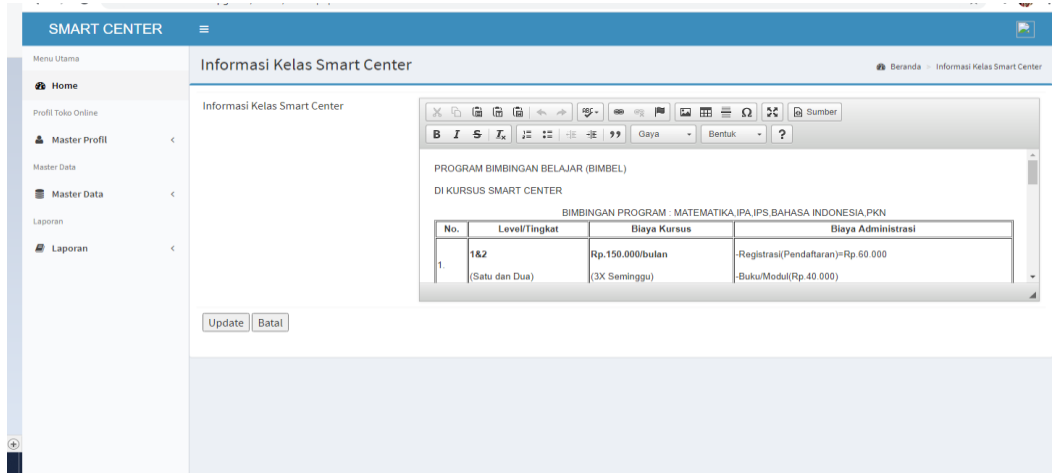 SMART CENTER
Menu Utama
Informasi Kelas Smart Center
Beranda > Informasi Kelas Smart Center
Home
Profil Toko Online
Informasi Kelas Smart Center
Sumber
Master Profil
B I S Tx
Gaya
Bentuk
?
Master Data
PROGRAM BIMBINGAN BELAJAR (BIMBEL)
Master Data
DI KURSUS SMART CENTER
Laporan
BIMBINGAN PROGRAM : MATEMATIKA,IPA,IPS,BAHASA INDONESIA,PKN
No. Level/Tingkat Biaya Kursus Biaya Administrasi
Laporan
1&2 Rp.150.000/bulan -Registrasi(Pendaftaran)=Rp.60.000
1.
(Satu dan Dua) (3X Seminggu) -Buku/Modul(Rp.40.000)
Update Batal